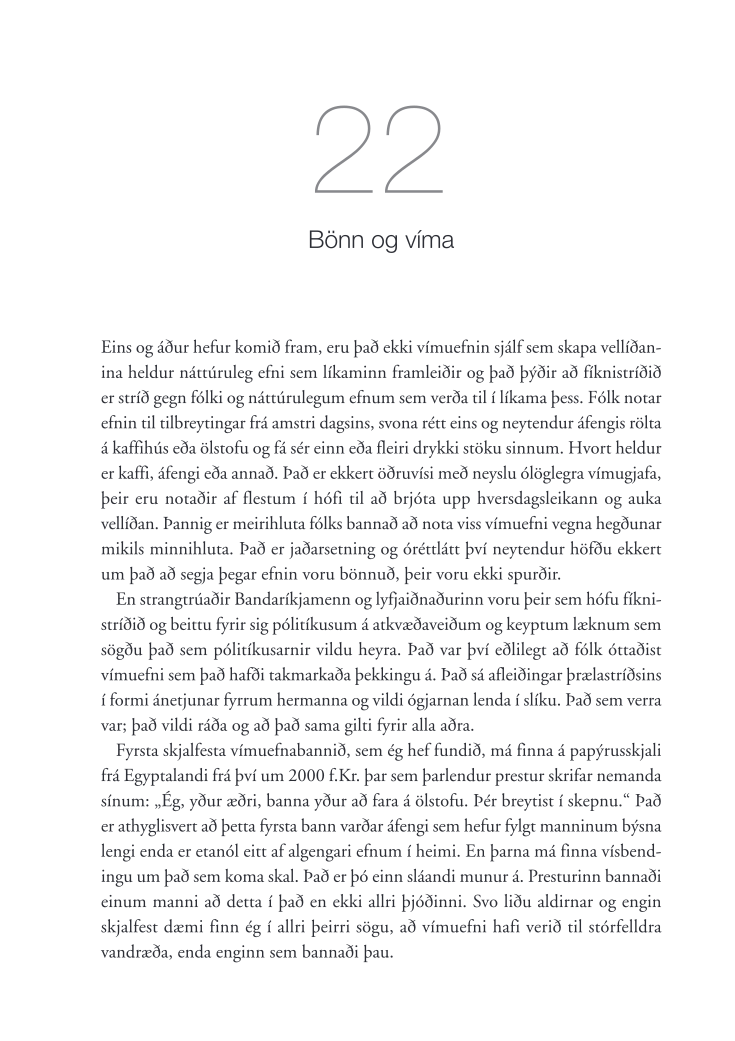 22
Bönn og víma
Eins og áður hefur komið fram, eru það ekki vímuefnin sjálf sem skapa vellíðan-
ina heldur náttúruleg efni sem líkaminn framleiðir og það þýðir að fíknistríðið
er stríð gegn fólki og náttúrulegum efnum sem verða til í líkama þess. Fólk notar
efnin til tilbreytingar frá amstri dagsins, svona rétt eins og neytendur áfengis rölta
á kaffihús eða ölstofu og fá sér einn eða fleiri drykki stöku sinnum. Hvort heldur
er kaffi, áfengi eða annað. Það er ekkert öðruvísi með neyslu ólöglegra vímugjafa,
þeir eru notaðir af flestum í hófi til að brjóta upp hversdagsleikann og auka
vellíðan. Þannig er meirihluta fólks bannað að nota viss vímuefni vegna hegðunar
mikils minnihluta. Það er jaðarsetning og óréttlátt því neytendur höfðu ekkert
um það að segja þegar efnin voru bönnuð, þeir voru ekki spurðir.
En strangtrúaðir Bandaríkjamenn og lyfjaiðnaðurinn voru þeir sem hófu fíkni-
stríðið og beittu fyrir sig pólitíkusum á atkvæðaveiðum og keyptum læknum sem
sögðu það sem pólitíkusarnir vildu heyra. Það var því eðlilegt að fólk óttaðist
vímuefni sem það hafði takmarkaða þekkingu á. Það sá afleiðingar þrælastríðsins
í formi ánetjunar fyrrum hermanna og vildi ógjarnan lenda í slíku. Það sem verra
var; það vildi ráða og að það sama gilti fyrir alla aðra.
Fyrsta skjalfesta vímuefnabannið, sem ég hef fundið, má finna á papýrusskjali
frá Egyptalandi frá því um 2000 f.Kr. þar sem þarlendur prestur skrifar nemanda
sínum: „Ég, yður æðri, banna yður að fara á ölstofu. Þér breytist í skepnu.“ Það
er athyglisvert að þetta fyrsta bann varðar áfengi sem hefur fylgt manninum býsna
lengi enda er etanól eitt af algengari efnum í heimi. En þarna má finna vísbend-
ingu um það sem koma skal. Það er þó einn sláandi munur á. Presturinn bannaði
einum manni að detta í það en ekki allri þjóðinni. Svo liðu aldirnar og engin
skjalfest dæmi finn ég í allri þeirri sögu, að vímuefni hafi verið til stórfelldra
vandræða, enda enginn sem bannaði þau.